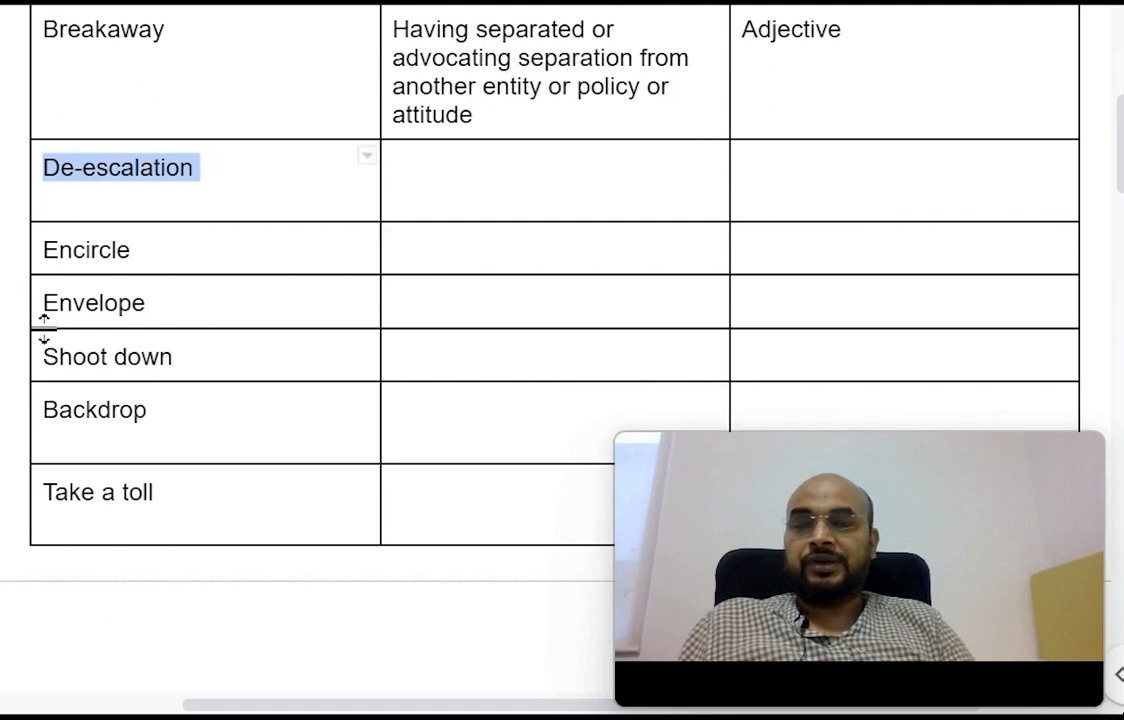 Breakaway
Having separated or
advocating separation from
another entity or policy or
attitude
Adjective
De-escalation
Encircle
Envelope
Shoot down
Backdrop
Take a toll